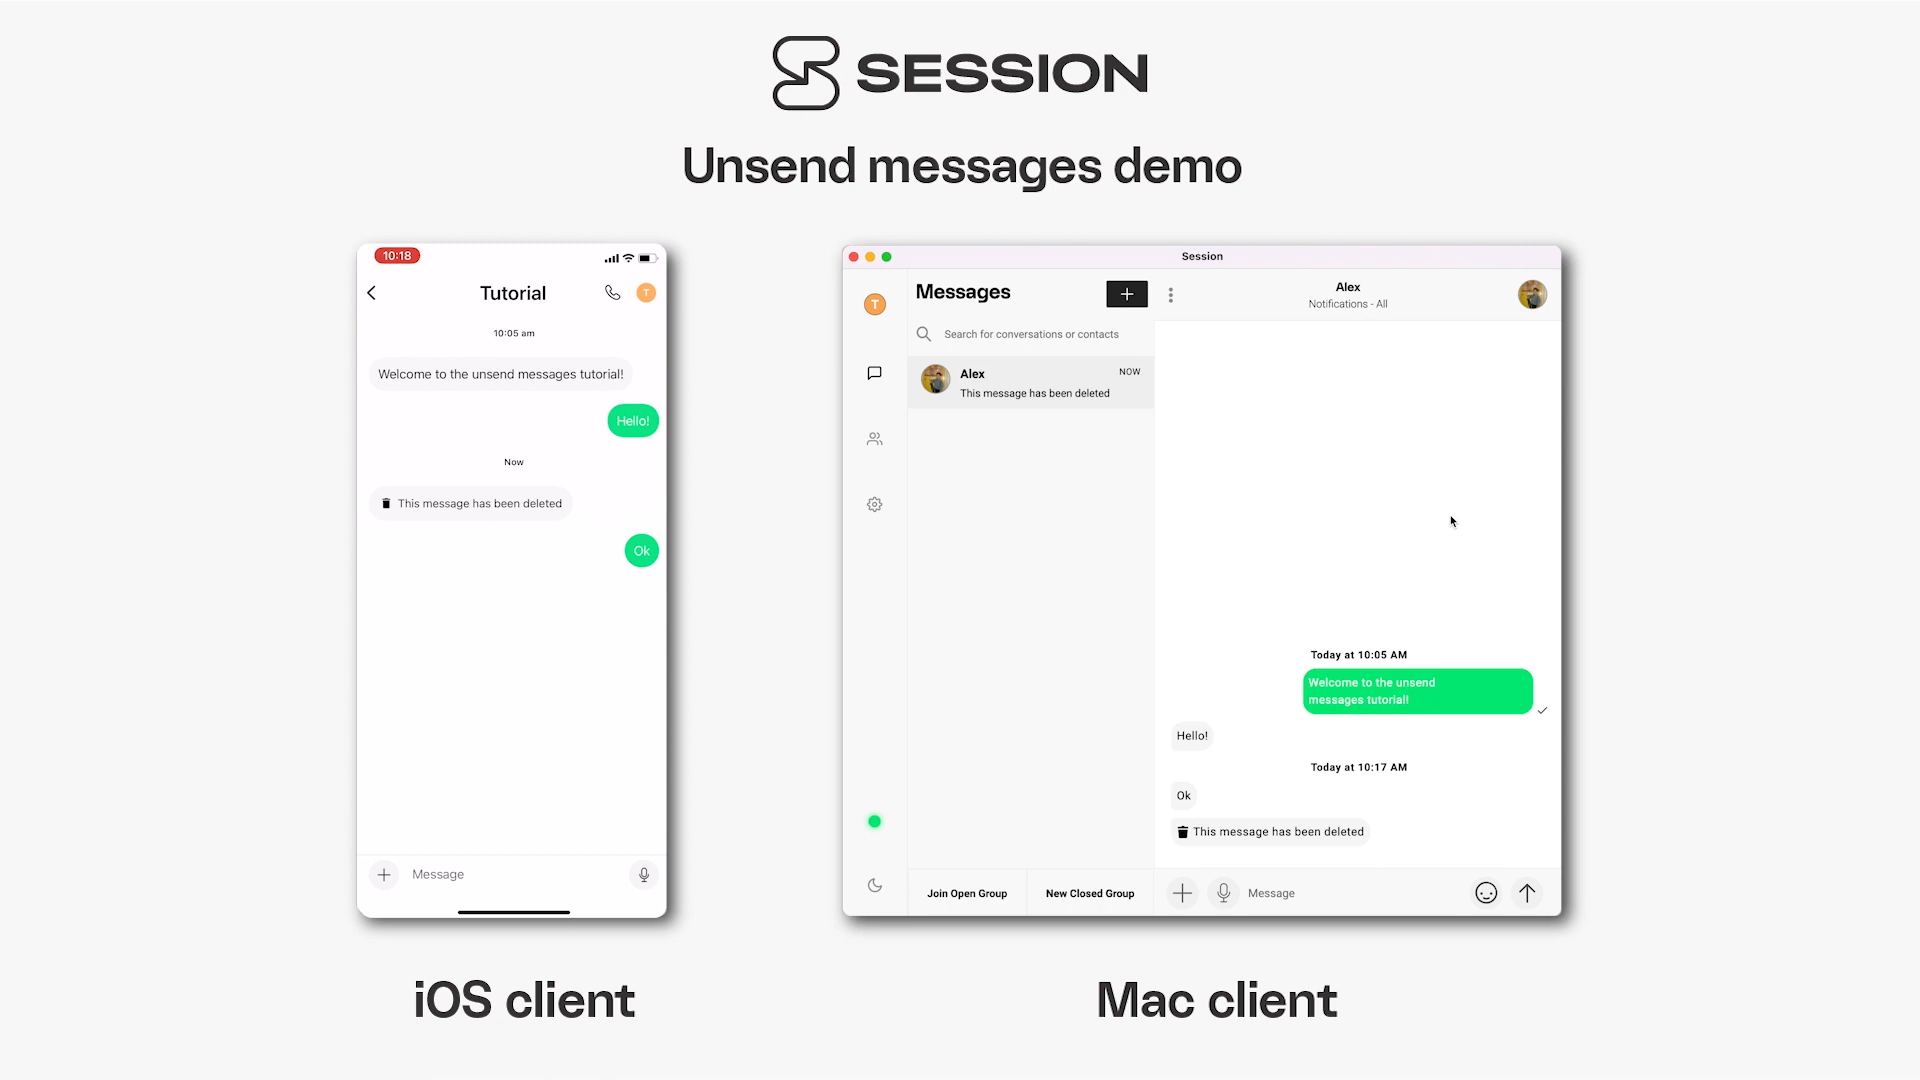 SESSION
Unsend messages demo
10:18
Tutorial
T
10:05 am
Welcome to the unsend messages tutorial!
Hello!
Now
This message has been deleted
Ok
Message
iOS client
Session
T
Messages
Search for conversations or contacts
Alex
NOW
This message has been deleted
Join Open Group
New Closed Group
Alex
Notifications - All
Today at 10:05 AM
Welcome to the unsend
messages tutorial!
Hello!
Today at 10:17 AM
Ok
This message has been deleted
Message
Mac client